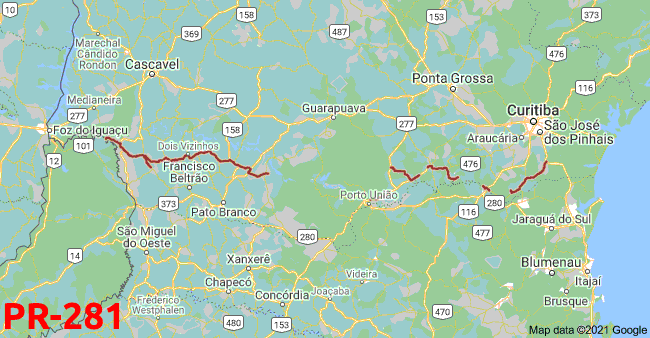 10
153
373
158
487
369
476
Marechal
Cândido
Rondon
Cascavel
Ponta Grossa
116
Medianeira
277
277
277
Guarapuava
Curitiba
158
277
Foz do Iguaçu
São José
dos Pinhais
Araucária
101
Dois Vizinhos
12
Francisco
Beltrão
476
373
Porto União
280
Pato Branco
116
Jaraguá do Sul
477
São Miguel
do Oeste
280
14
Xanxerê
Blumenau
Videira
Itajaí
Chapecó
Joaçaba
Concórdia
Brusque
Frederico
Westphalen
470
480
153
PR-281
Map data ©2021 Google